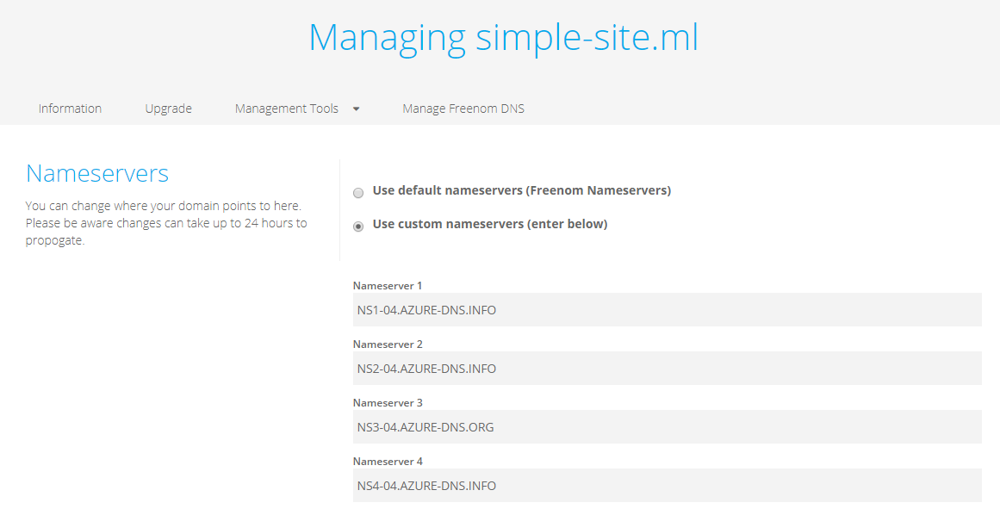 Managing simple-site.ml
Information
Upgrade
Management Tools
Manage Freenom DNS
Nameservers
You can change where your domain points to here.
Please be aware changes can take up to 24 hours to
propogate.
Use default nameservers (Freenom Nameservers)
Use custom nameservers (enter below)
Nameserver 1
NS1-04.AZURE-DNS.INFO
Nameserver 2
NS2-04.AZURE-DNS.INFO
Nameserver 3
NS3-04.AZURE-DNS.ORG
Nameserver 4
NS4-04.AZURE-DNS.INFO